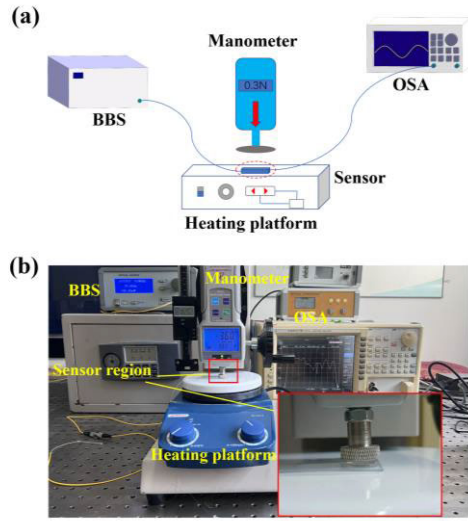 (a)
Manometer
0.3N
BBS
OSA
Sensor
Heating platform
(b)
BBS
Manometer
OSA
Sensor region
Heating platform